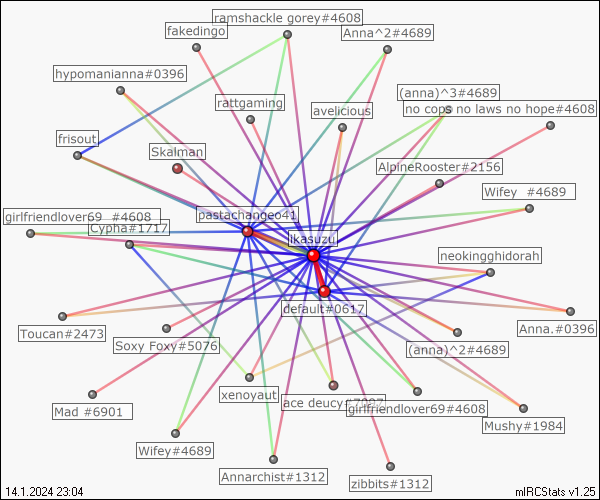 ramshackle gorey#4608
fakedingo
Anna^2#4689
hypomanianna#0396
(anna)^3#4689
rattgaming
avelicious
no cops no laws no hope#4608
frisout
Skalman
AlpineRooster#2156
Wifey #4689
girlfriendlover69 #4608
pastachangeo41
Cypha#1717
ikasuzu
neokingghidorah
default#0617
Anna.#0396
Toucan#2473
Soxy Foxy#5076
(anna)^2#4689
xenoyaut
ace deucy#7097
girlfriendlover69#4608
Mad #6901
Mushy#1984
Wifey#4689
Annarchist#1312
zibbits#1312
14.1.2024 23:04
mIRCStats v1.25